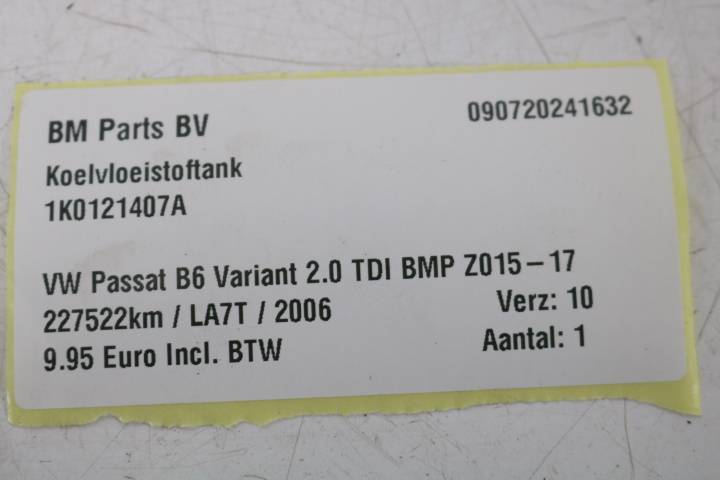 BM Parts BV 090720241632
Koelvloeistoftank
1K0121407A
VW Passat B6 Variant 2.0 TDI BMP Z015-17
227522km / LA7T / 2006 Verz: 10
9.95 Euro Incl. BTW Aantal: 1